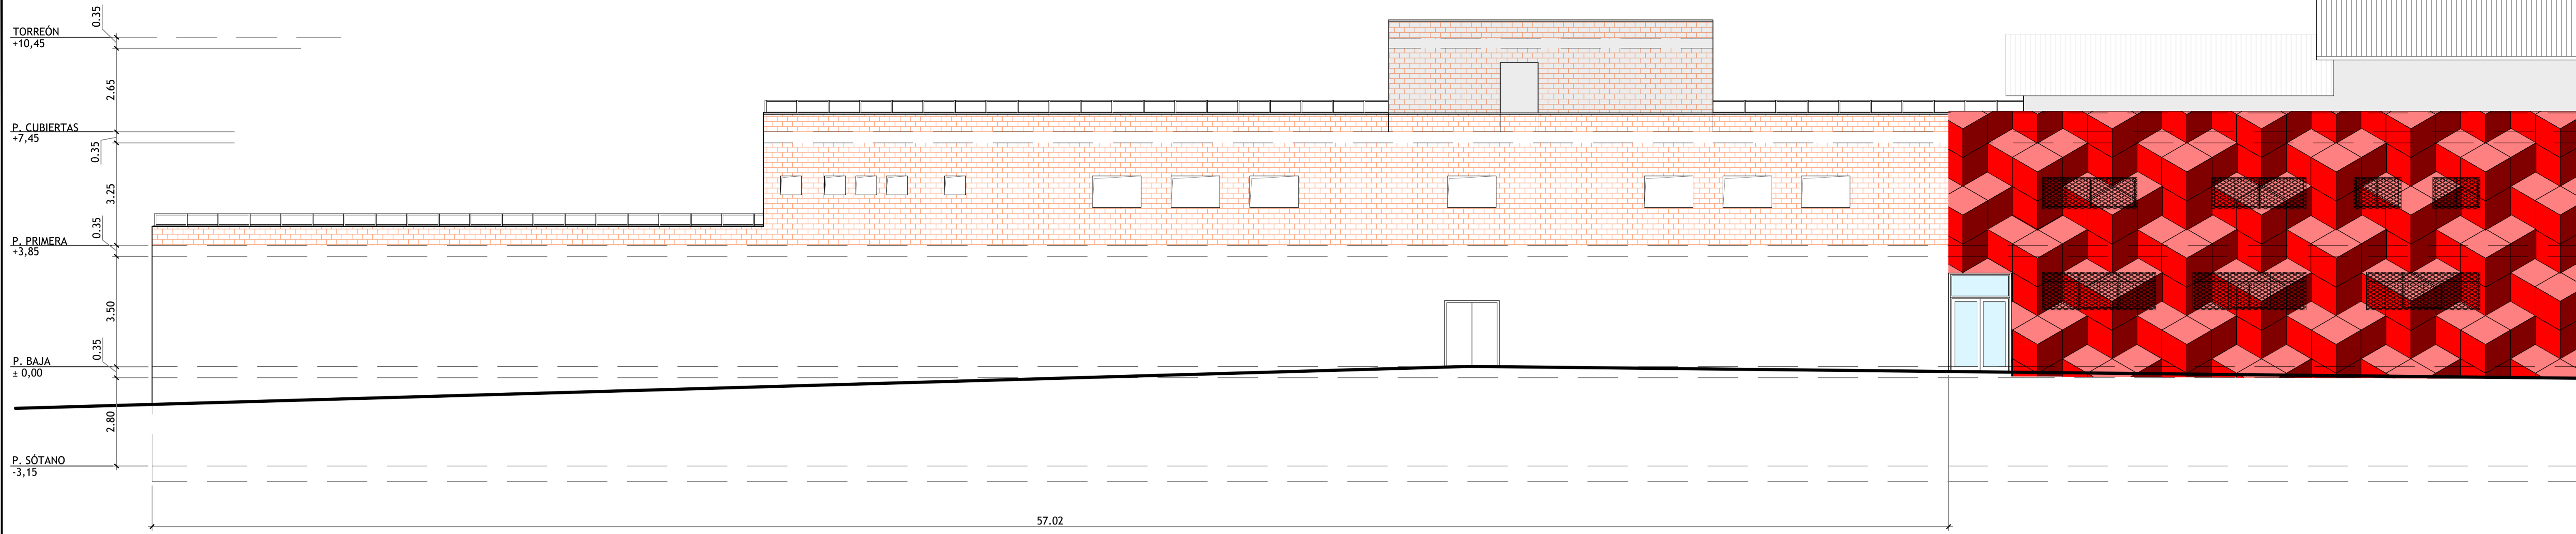 0.35
TORREÓN
+10,45
2.65
P. CUBIERTAS
+7,45
0.35
3.25
0.35
P. PRIMERA
+3,85
3.50
0.35
P. BAJA
± 0,00
2.80
P. SÓTANO
-3,15
57.02